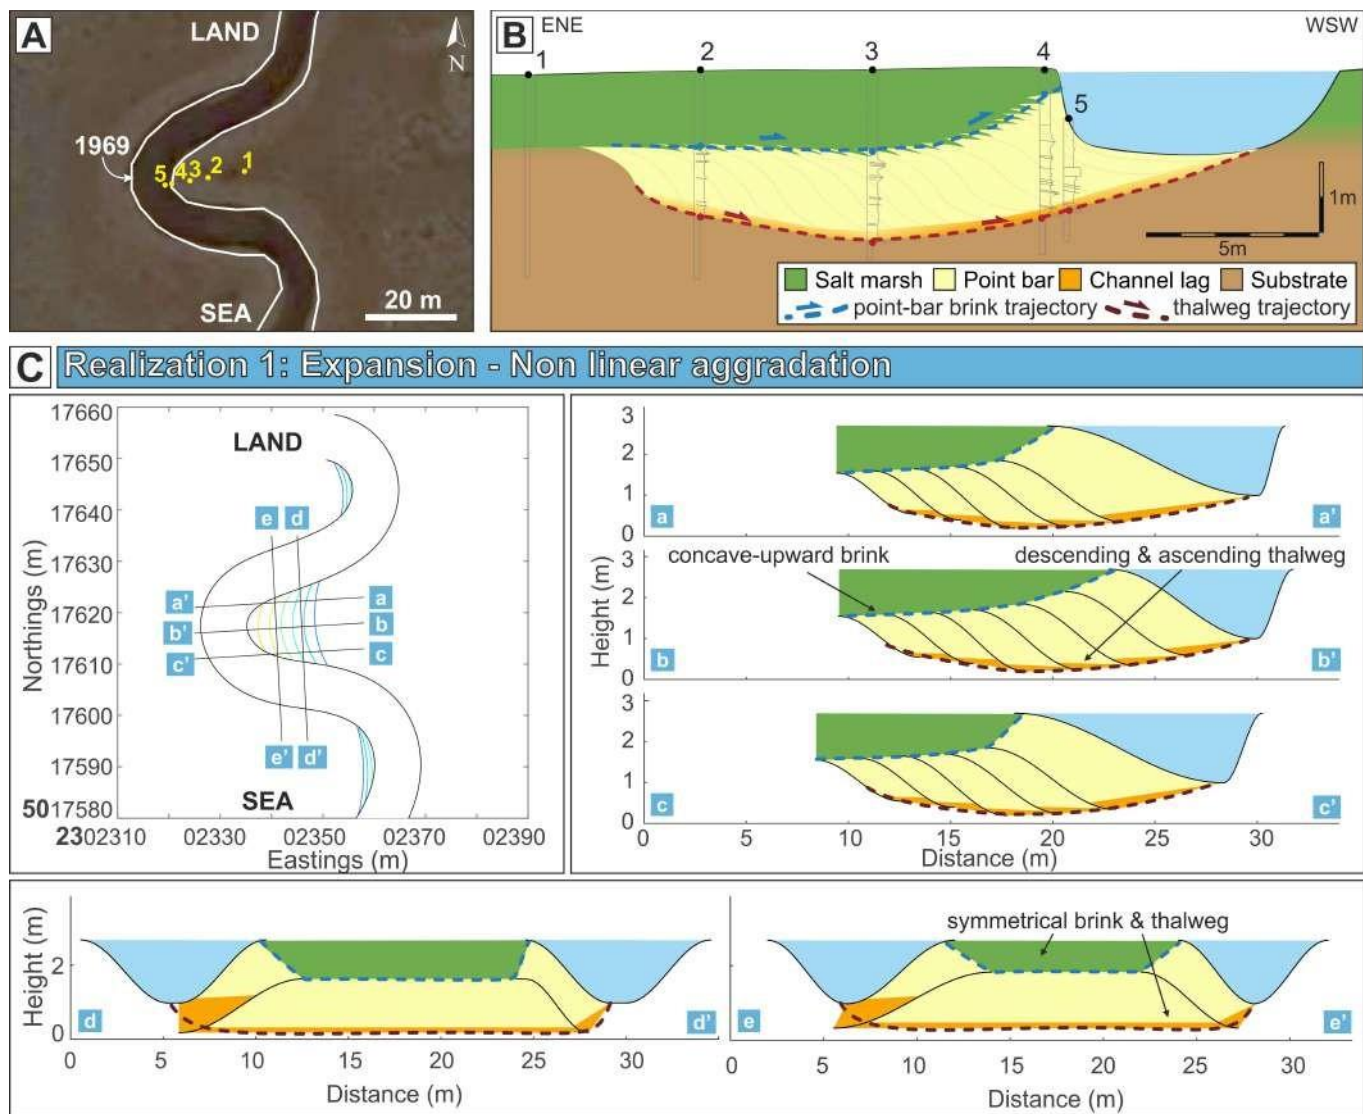 A
LAND
N
1969
5 4 3 2 1
SEA
20 m
B
ENE
WSW
1
2
3
4
5
1m
5m
Salt marsh Point bar Channel lag Substrate
point-bar brink trajectory thalweg trajectory
C Realization 1: Expansion - Non linear aggradation
Northings (m)
17660
17650
17640
17630
17620
17610
17600
17590
5017580
LAND
e d
a' a
b' b
c' c
e' d'
SEA
2302310 02330 02350 02370 02390
Eastings (m)
Height (m)
3
2
1
0
a a'
concave-upward brink
descending & ascending thalweg
3
2
1
0
b b'
3
2
1
0
c c'
0 5 10 15 20 25 30
Distance (m)
Height (m)
2
0
d d'
0 5 10 15 20 25 30
Distance (m)
symmetrical brink & thalweg
e e'
0 5 10 15 20 25 30
Distance (m)